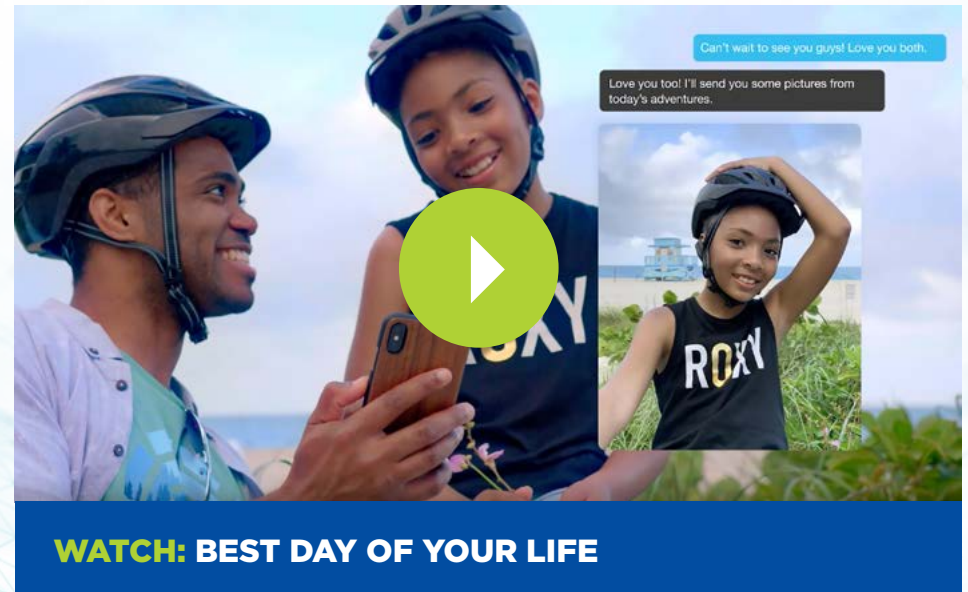 Can't wait to see you guys! Love you both.
Love you too! I'll send you some pictures from
today's adventures.
ROXY
ROXY
WATCH: BEST DAY OF YOUR LIFE